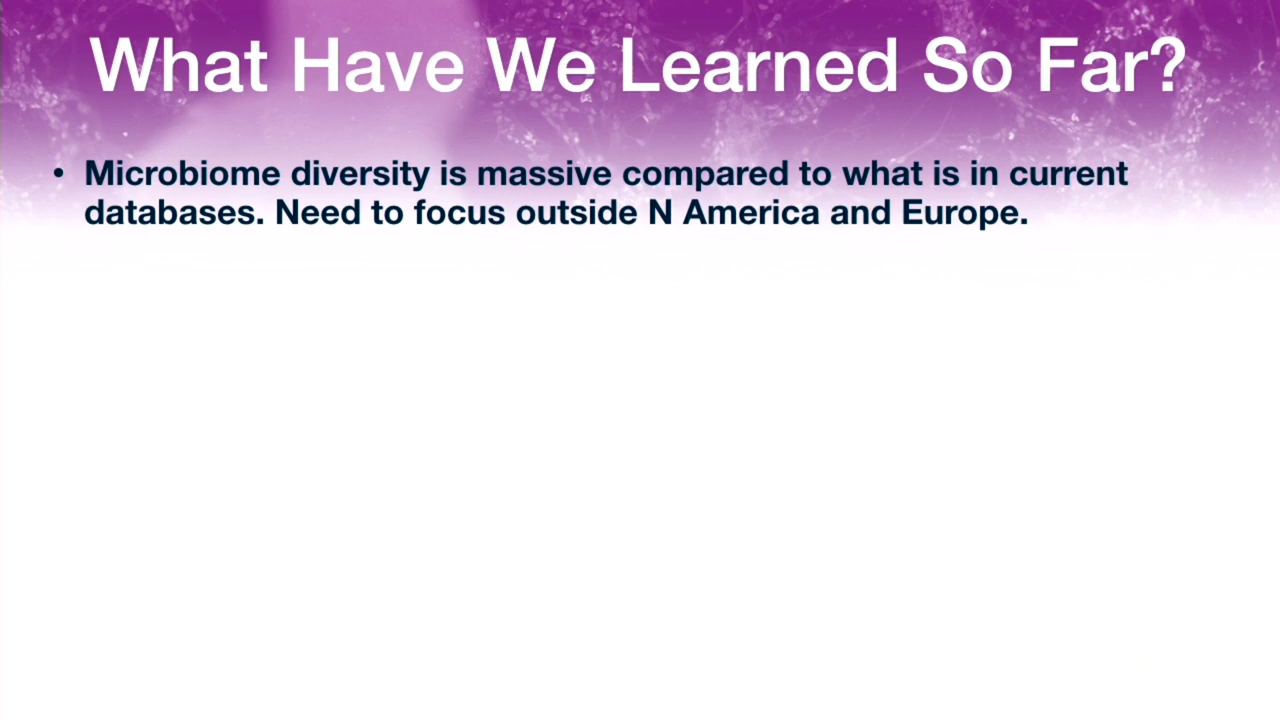 What Have We Learned So Far?
• Microbiome diversity is massive compared to what is in current
databases. Need to focus outside N America and Europe.